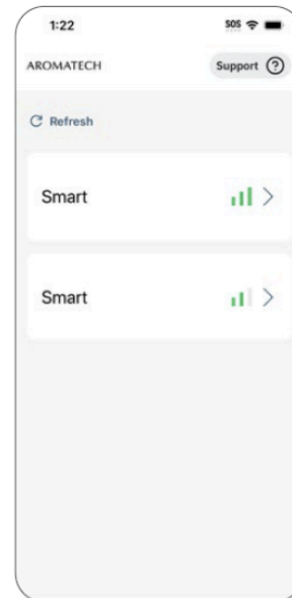 1:22 SOS
AROMATECH Support ?
Refresh
Smart
Smart